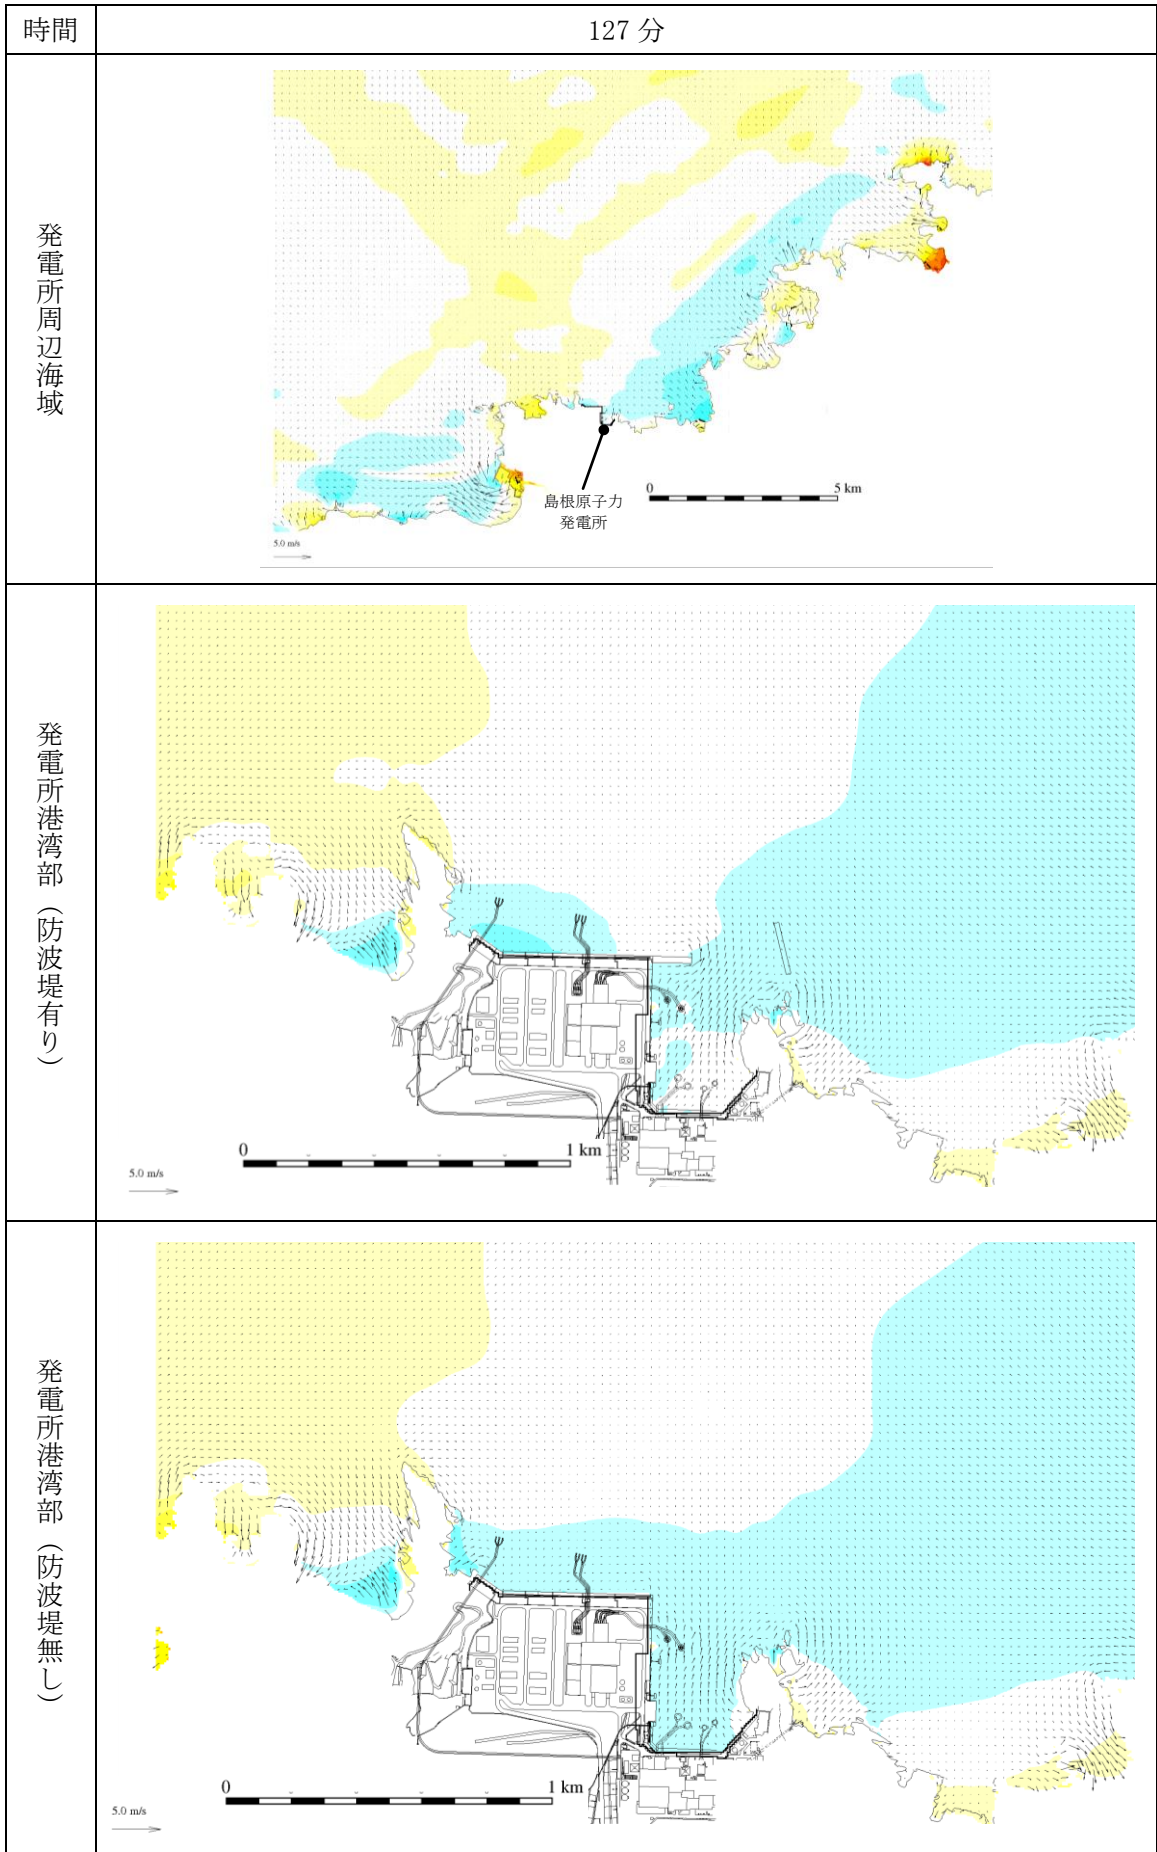 時間
127 分
発電所周辺海域
島根原子力
発電所
0
5 km
5.0 m/s
発電所港湾部（防波堤有り）
0
1 km
5.0 m/s
発電所港湾部（防波堤無し）
0
1 km
5.0 m/s